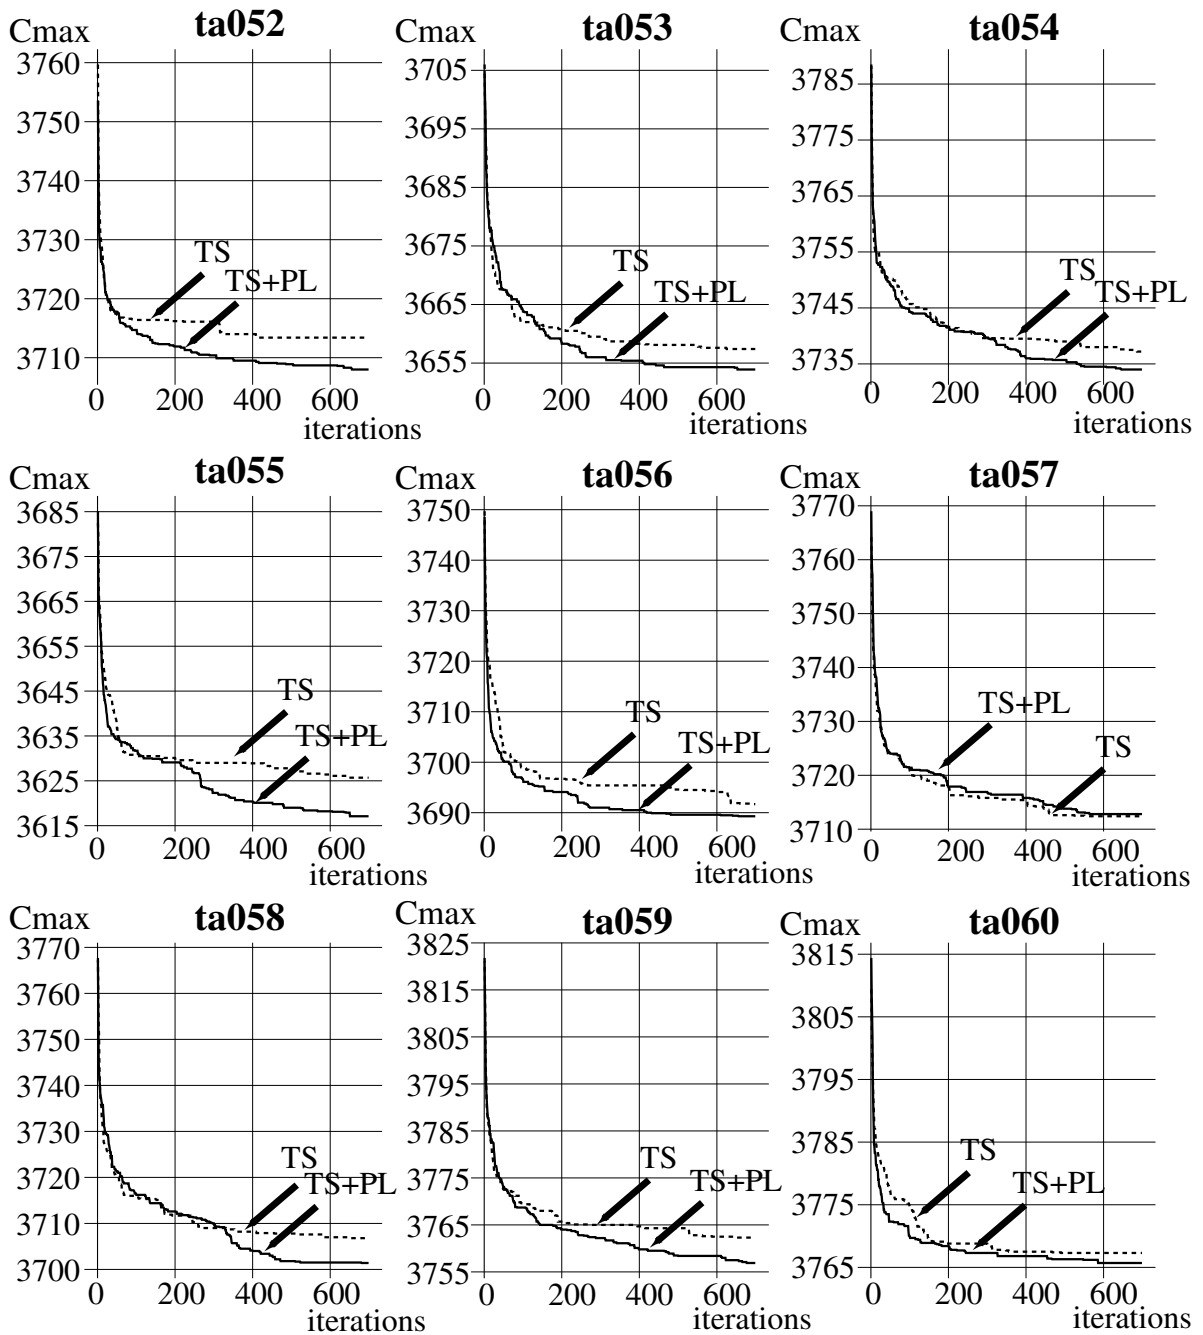 Cmax ta052
3760
3750
3740
3730
3720
3710
TS
TS+PL
0 200 400 600
iterations
Cmax ta053
3705
3695
3685
3675
3665
3655
TS
TS+PL
0 200 400 600
iterations
Cmax ta054
3785
3775
3765
3755
3745
3735
TS
TS+PL
0 200 400 600
iterations
Cmax ta055
3685
3675
3665
3655
3645
3635
3625
3615
TS
TS+PL
0 200 400 600
iterations
Cmax ta056
3750
3740
3730
3720
3710
3700
3690
TS
TS+PL
0 200 400 600
iterations
Cmax ta057
3770
3760
3750
3740
3730
3720
3710
TS+PL
TS
0 200 400 600
iterations
Cmax ta058
3770
3760
3750
3740
3730
3720
3710
3700
TS
TS+PL
0 200 400 600
iterations
Cmax ta059
3825
3815
3805
3795
3785
3775
3765
3755
TS
TS+PL
0 200 400 600
iterations
Cmax ta060
3815
3805
3795
3785
3775
3765
TS
TS+PL
0 200 400 600
iterations